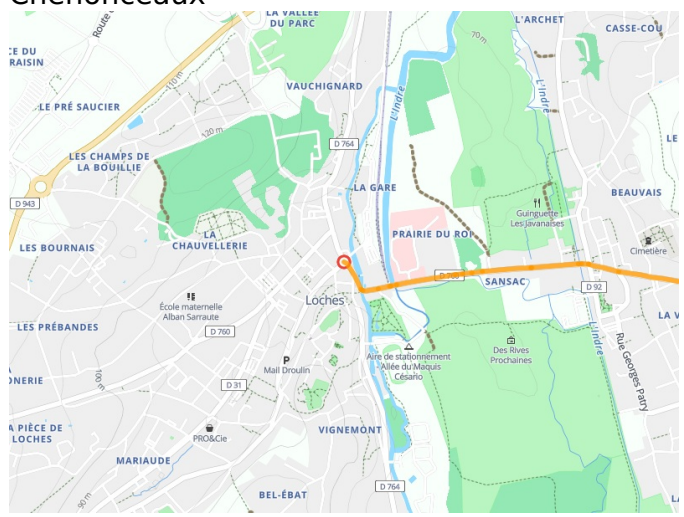 Chenonceaux
LA VALLÉE
DU PARC
L'ARCHET
CASSE-COU
Route
CE DU
RAISIN
70 m
110 m
VAUCHIGNARD
L'Indre
L'Indre
LE PRÉ SAUCIER
120 m
D 764
LES CHAMPS DE
LA BOUILLIE
LE
LA GARE
BEAUVAIS
D 943
Guinguette
Les Javanaises
PRAIRIE DU ROI
LA
CHAUVELLERIE
LES BOURNAIS
Cimetière
D 760
SANSAC
D 92
École maternelle
Alban Sarraute
Loches
LA V
LES PRÉBANDES
D 760
L'Indre
Rue Georges Patry
Des Rives
Prochaines
Aire de stationnement
Allée du Maquis
Césario
P
Mail Droulin
100 m
ONERIE
D 31
A PIÈCE DE
LOCHES
VIGNEMONT
PRO&Cie
MARIAUDE
D 764
90 m
BEL-ÉBAT
LA